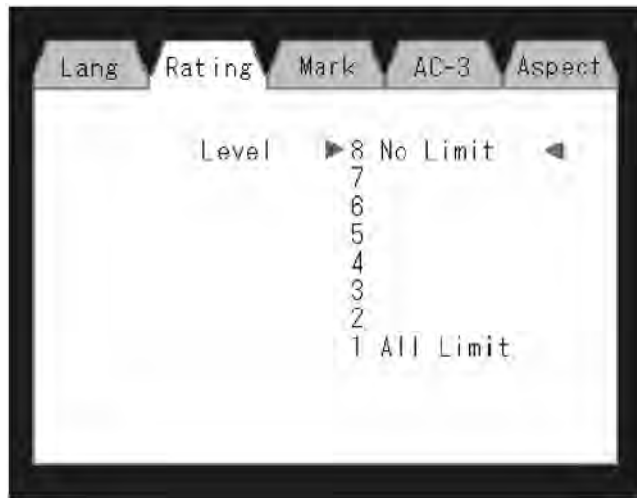 Lang Rating Mark AC-3 Aspect
Level ▶ 8 No Limit ◀
7
6
5
4
3
2
1 All Limit